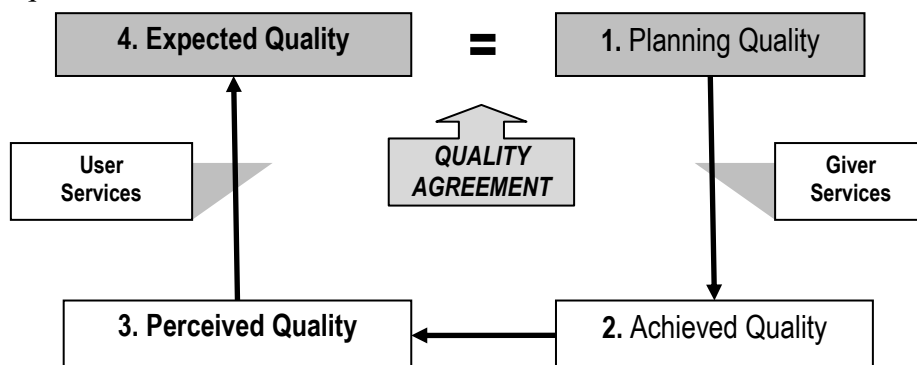 4. Expected Quality
=
1. Planning Quality
User
Services
QUALITY
AGREEMENT
Giver
Services
3. Perceived Quality
2. Achieved Quality